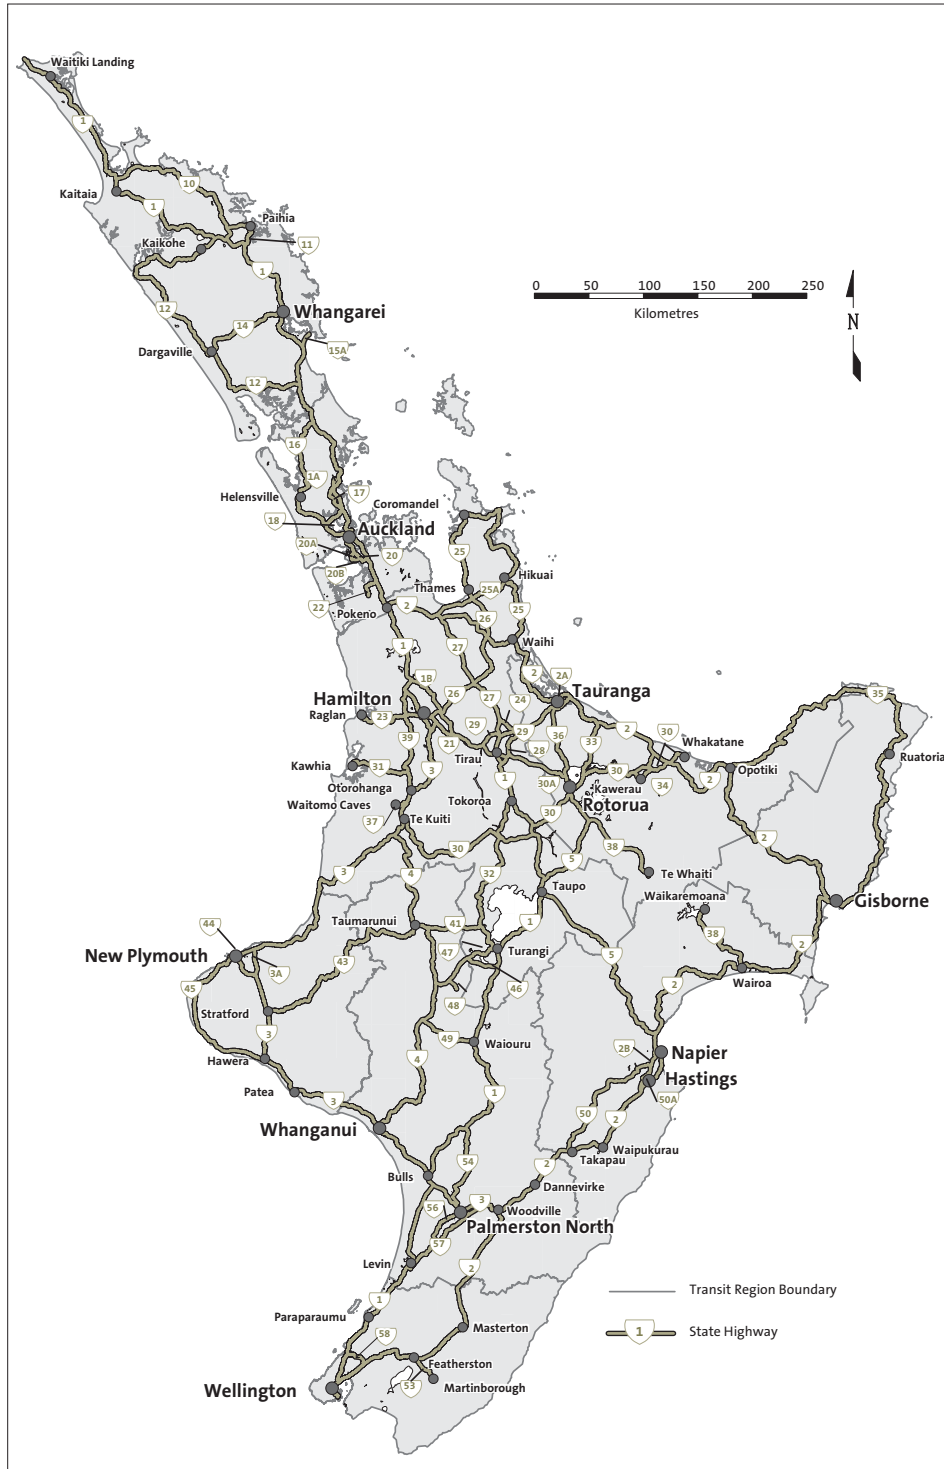 Waitiki Landing
1
10
Kaitaia
1
Paihia
11
Kaikohe
1
0 50 100 150 200 250
Kilometres
N
12
Whangarei
14
15A
Dargaville
12
16
1A
17
Helensville
Coromandel
18
Auckland
20A
20
25
20B
Hikuai
Thames
25A
22
2
25
Pokeno
26
Waihi
1
27
2
2A
1B
Tauranga
35
Hamilton
26
27
24
Raglan
23
2
30
39
29
29
36
33
Whakatane
21
28
Ruatoria
Tirau
Kawhia
31
3
30
2
Opotiki
1
30A
34
Otorohanga
Kawerau
Waitomo Caves
Tokoroa
Rotorua
37
Te Kuiti
30
2
30
38
5
3
4
32
Te Whaiti
Taupo
Waikaremoana
Gisborne
Taumarunui
41
1
44
38
2
New Plymouth
47
Turangi
43
5
3A
45
46
2
Wairoa
48
Stratford
3
49
Waiouru
2B
Napier
Hawera
4
Hastings
Patea
1
50A
3
50
2
Whanganui
Waipukurau
54
2
Takapau
Bulls
Dannevirke
3
56
Woodville
Palmerston North
57
Levin
2
Transit Region Boundary
1
Paraparaumu
58
Masterton
1
State Highway
Featherston
53
Martinborough
Wellington